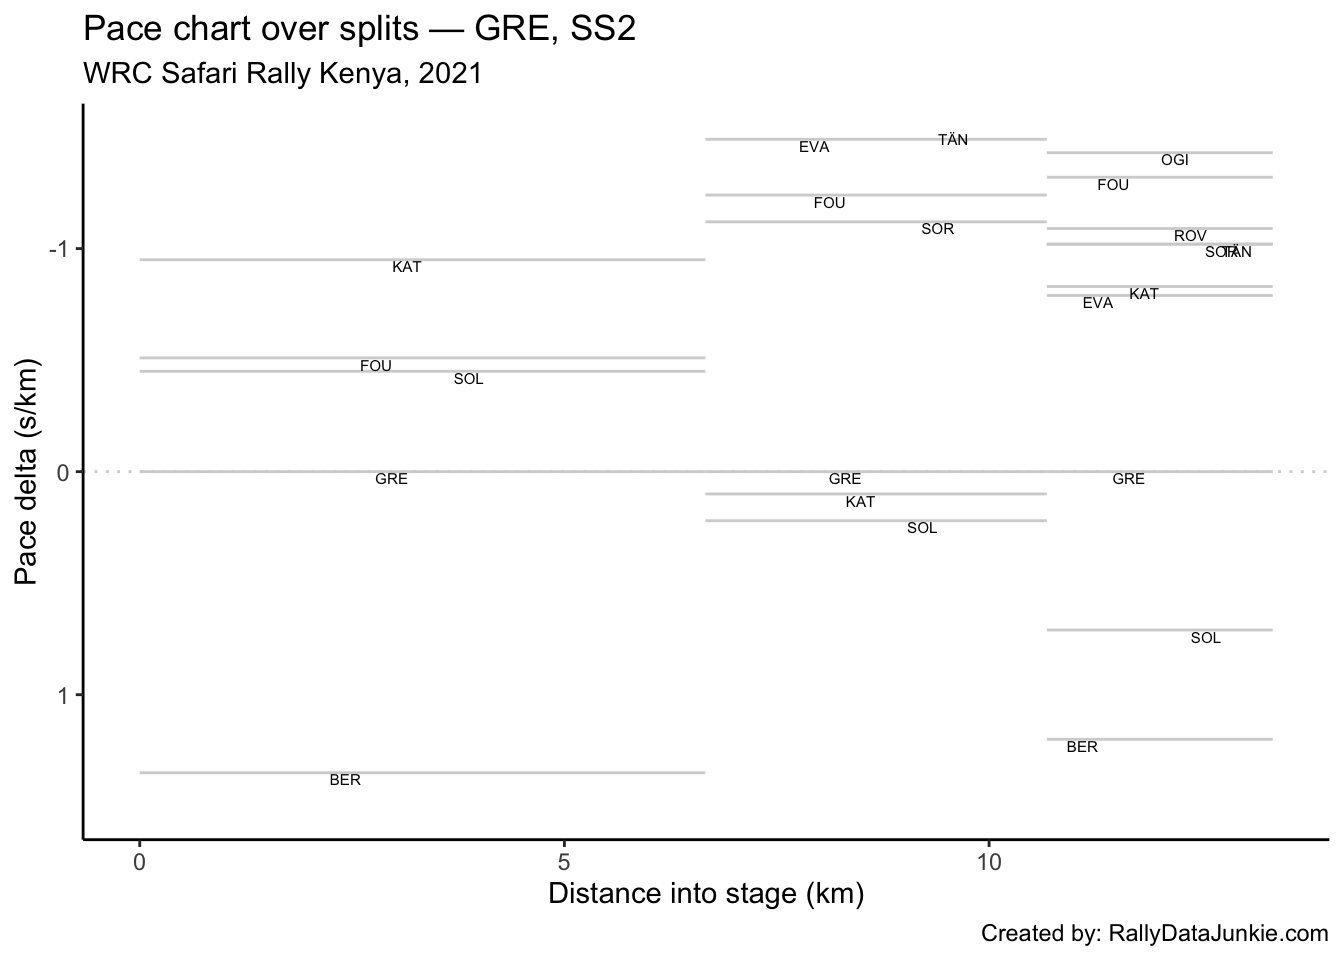 Pace chart over splits — GRE, SS2
WRC Safari Rally Kenya, 2021
TÄN
EVA
OGI
FOU
FOU
SOR
ROV
-1
SOR
TÄN
KAT
KAT
EVA
FOU
SOL
0
GRE
GRE
GRE
KAT
SOL
SOL
1
BER
BER
Pace delta (s/km)
0
5
10
Distance into stage (km)
Created by: RallyDataJunkie.com